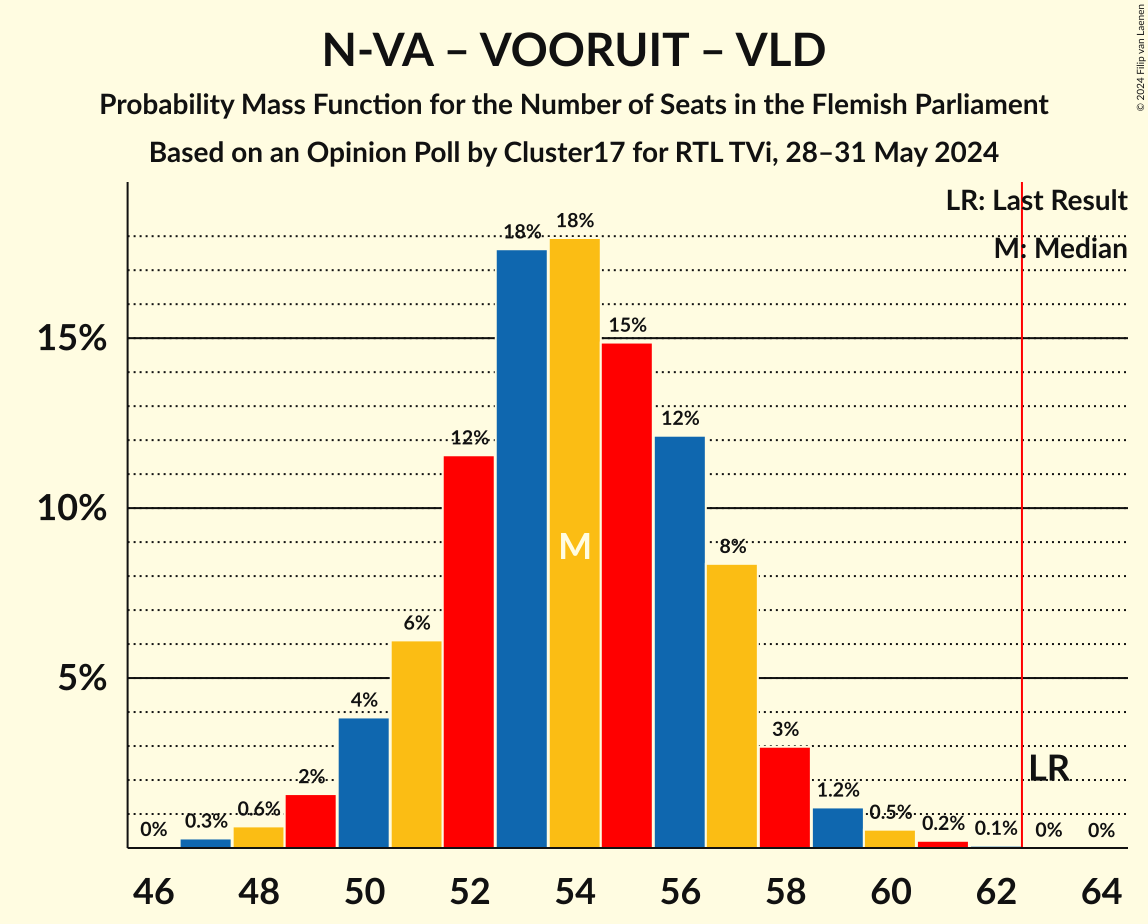 N-VA – VOORUIT – VLD
Probability Mass Function for the Number of Seats in the Flemish Parliament
Based on an Opinion Poll by Cluster17 for RTL TVi, 28–31 May 2024
© 2024 Filip van Laenen
LR: Last Result
M: Median
15%
10%
5%
0%
0.3%
0.6%
2%
4%
6%
12%
18%
18%
15%
12%
8%
3%
1.2%
0.5%
0.2%
0.1%
0%
0%
M
LR
46 48 50 52 54 56 58 60 62 64